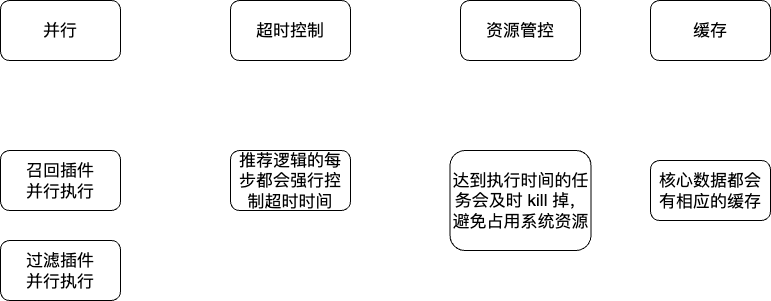 并行
超时控制
资源管控
缓存
召回插件
并行执行
推荐逻辑的每
步都会强行控
制超时时间
达到执行时间的任
务会及时 kill 掉，
避免占用系统资源
核心数据都会
有相应的缓存
过滤插件
并行执行